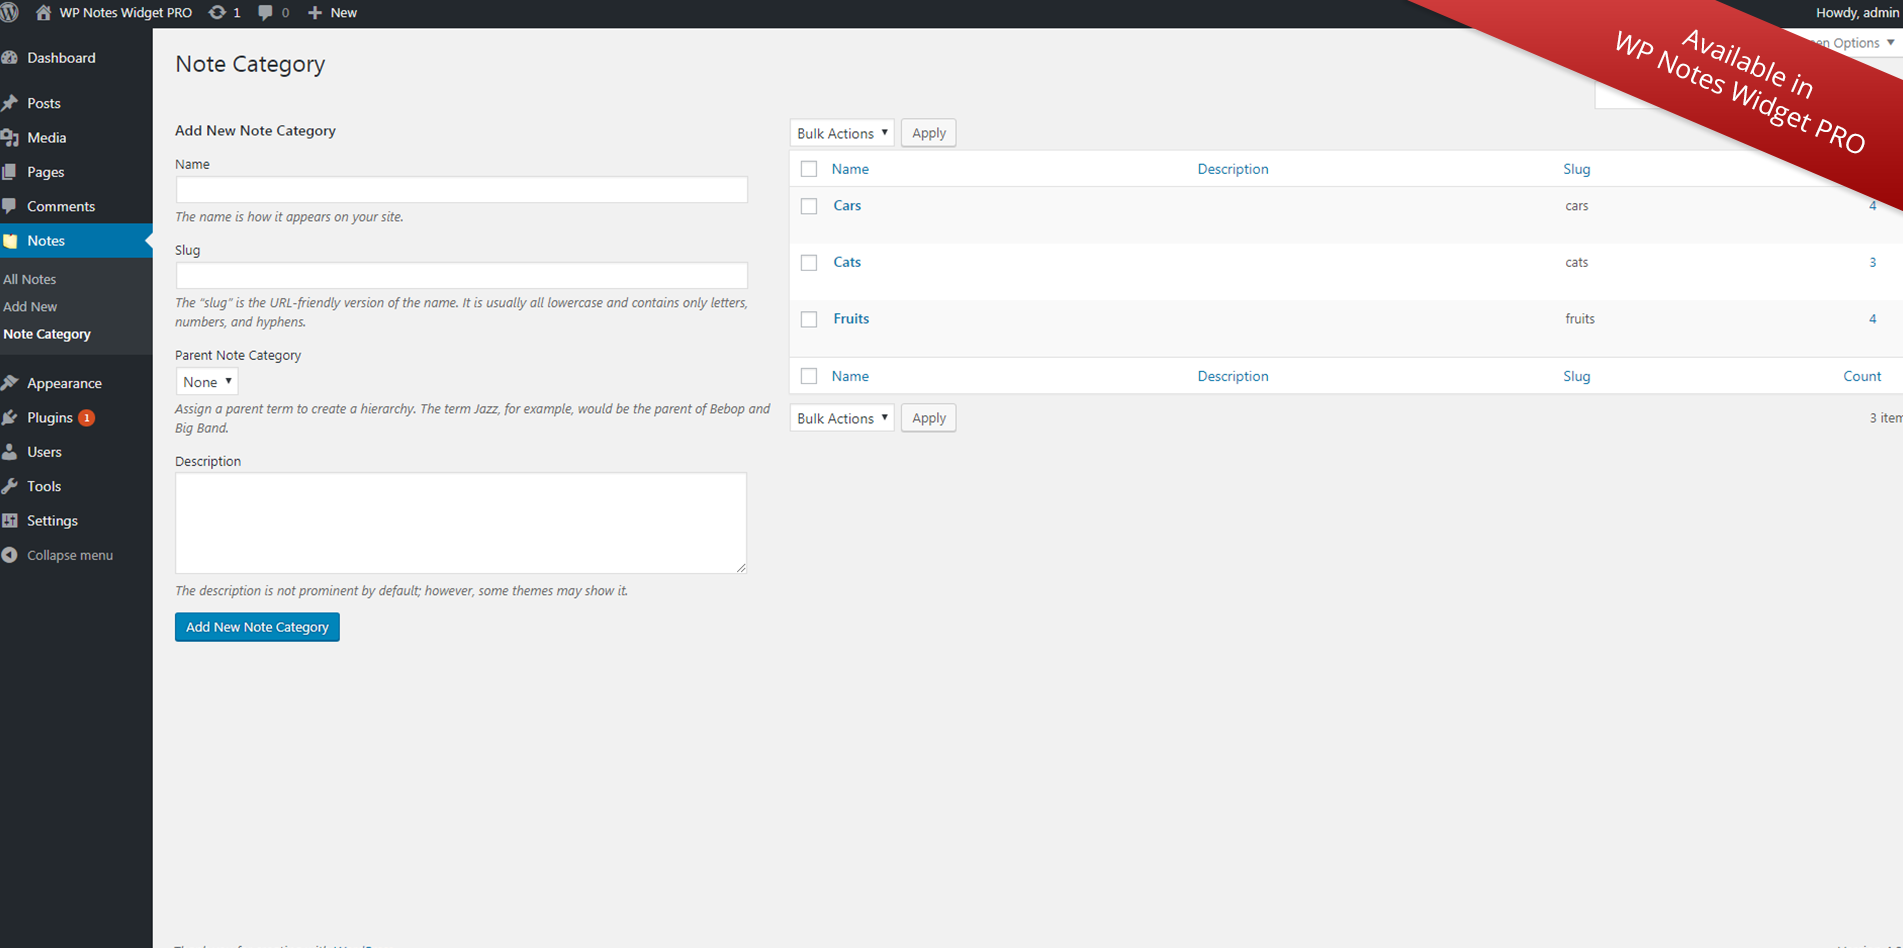 WP Notes Widget PRO 1 0 New
Howdy, admin
Available in
WP Notes Widget PRO
Options
Dashboard
Posts
Media
Pages
Comments
Notes
All Notes
Add New
Note Category
Appearance
Plugins 1
Users
Tools
Settings
Collapse menu
Note Category
Add New Note Category
Name
The name is how it appears on your site.
Slug
The “slug” is the URL-friendly version of the name. It is usually all lowercase and contains only letters,
numbers, and hyphens.
Parent Note Category
None
Assign a parent term to create a hierarchy. The term Jazz, for example, would be the parent of Bebop and
Big Band.
Description
The description is not prominent by default; however, some themes may show it.
Add New Note Category
Bulk Actions Apply
Name Description Slug
Cars cars 4
Cats cats 3
Fruits fruits 4
Name Description Slug Count
Bulk Actions Apply
3 item